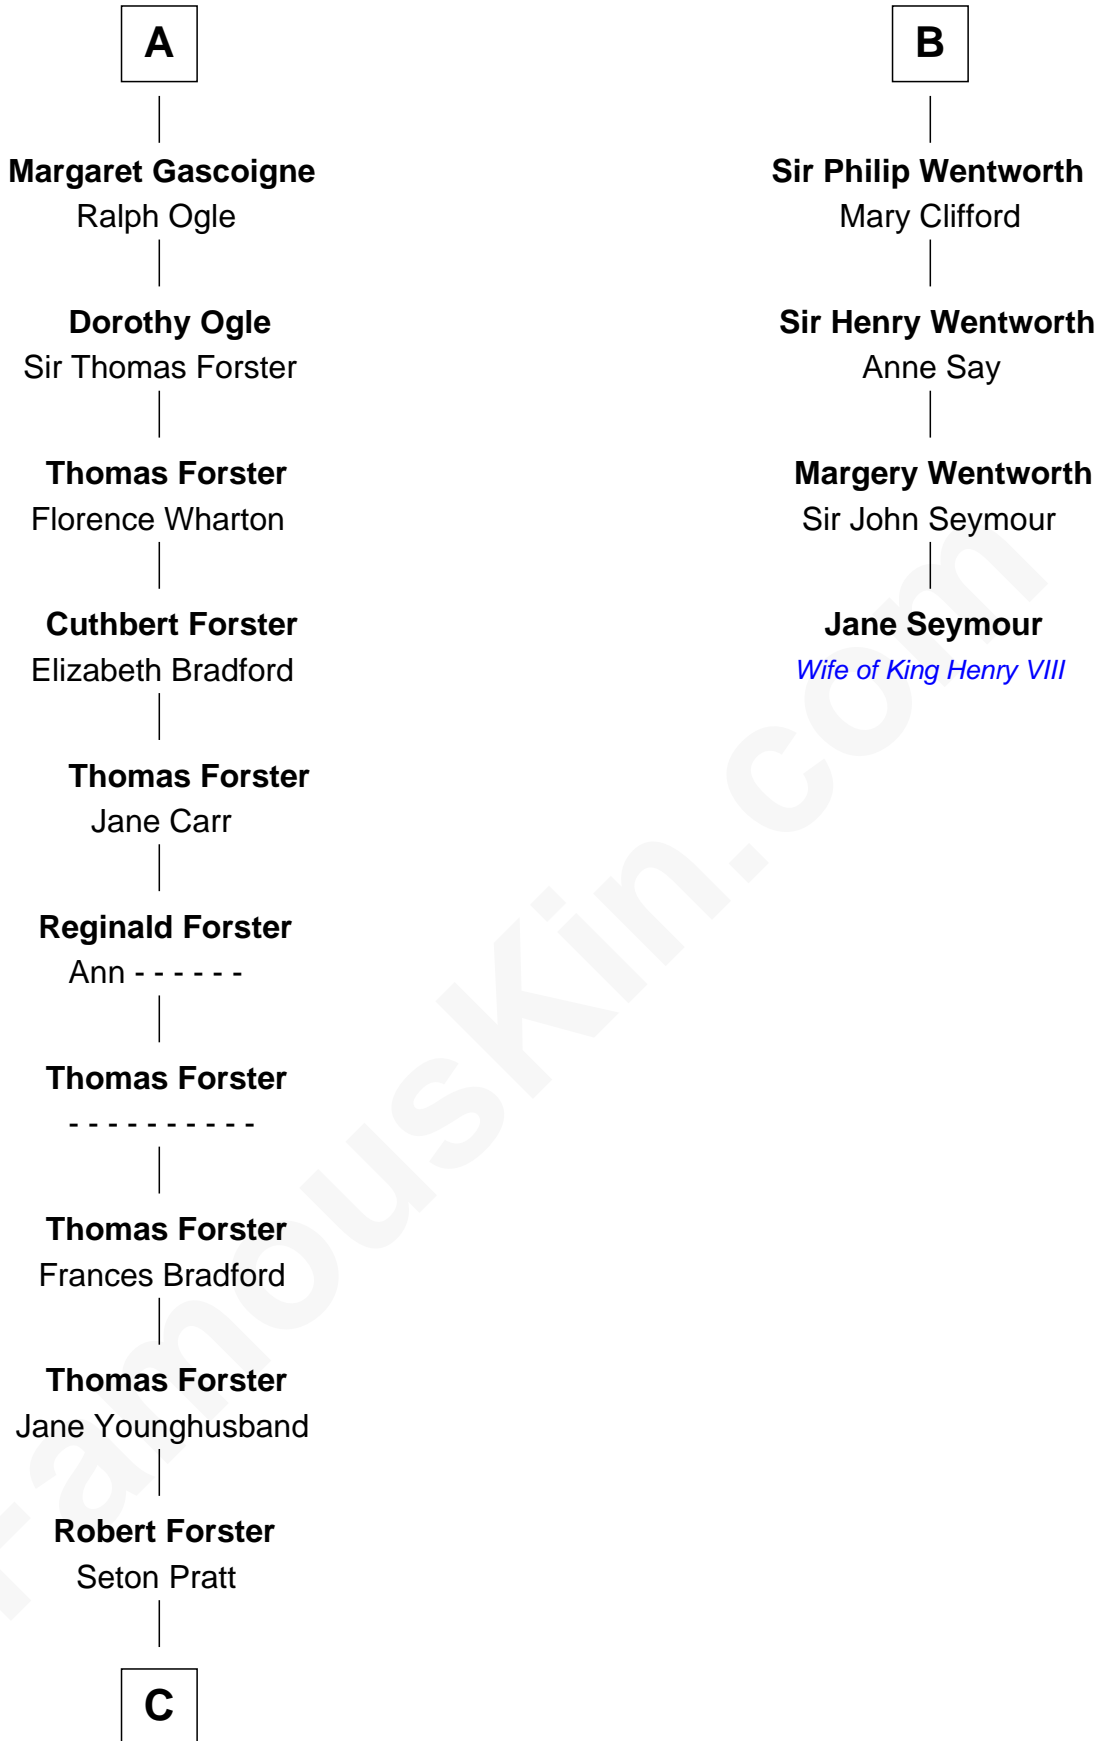 A
Margaret Gascoigne
Ralph Ogle
Dorothy Ogle
Sir Thomas Forster
Thomas Forster
Florence Wharton
Cuthbert Forster
Elizabeth Bradford
Thomas Forster
Jane Carr
Reginald Forster
Ann - - - - - -
Thomas Forster
- - - - - - - - - -
Thomas Forster
Frances Bradford
Thomas Forster
Jane Younghusband
Robert Forster
Seton Pratt
C
B
Sir Philip Wentworth
Mary Clifford
Sir Henry Wentworth
Anne Say
Margery Wentworth
Sir John Seymour
Jane Seymour
Wife of King Henry VIII
FamousKin.com